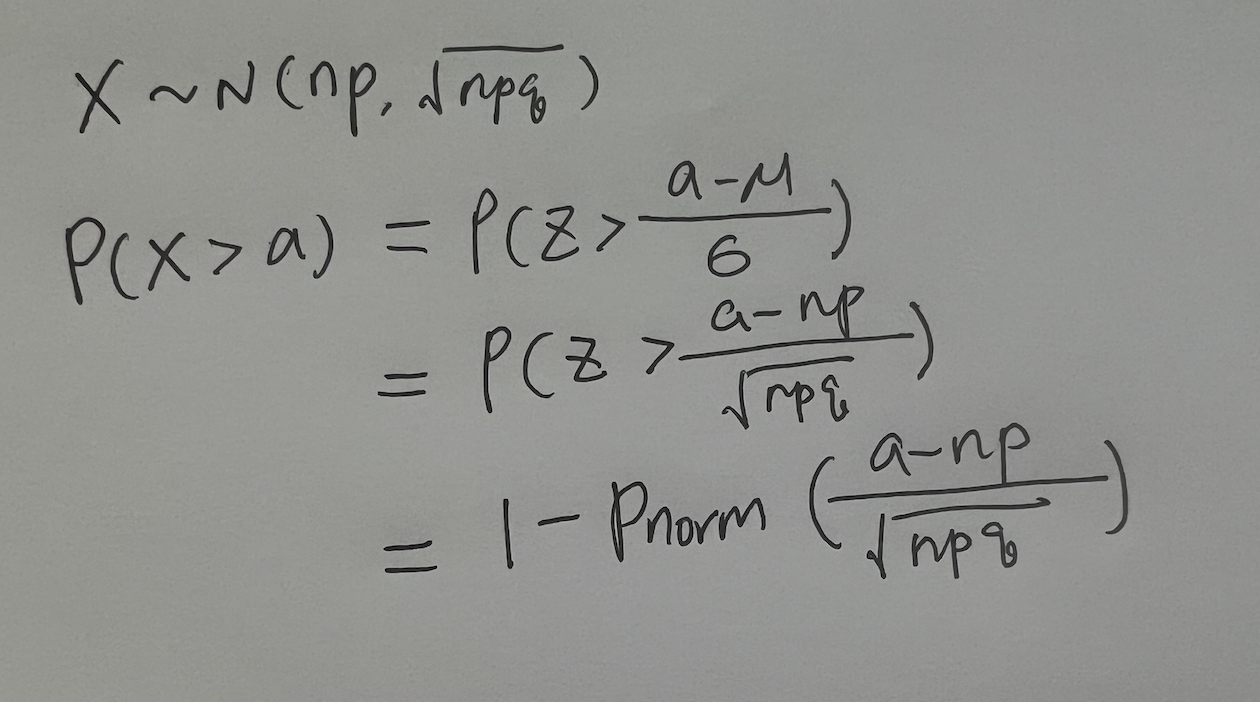 X ~ N(np, √npq)
P(X > a) = P(Z > (a-μ)/σ)
= P(Z > (a-np)/√npq)
= 1 - Pnorm ((a-np)/√npq)